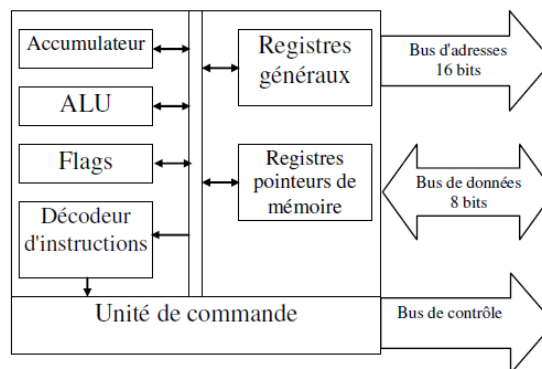 Accumulateur
ALU
Flags
Décodeur
d'instructions
Registres
généraux
Registres
pointeurs de
mémoire
Unité de commande
Bus d'adresses
16 bits
Bus de données
8 bits
Bus de contrôle